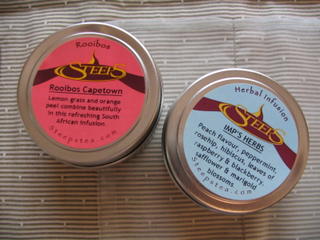 Rooibos
STEEPS
Rooibos Capetown
Lemon grass and orange
peel combine beautifully
in this refreshing South
African infusion.
Steepstea.com
Herbal Infusion
STEEPS
IMP'S HERBS
Peach flavour, peppermint,
rosehip, hibiscus, leaves of
raspberry & blackberry,
safflower & marigold
blossoms.
Steepstea.com